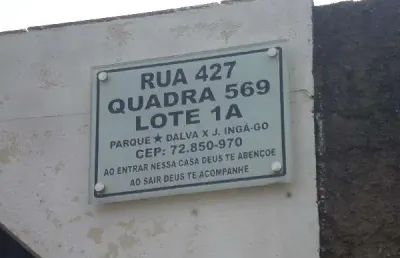 RUA 427
QUADRA 569
LOTE 1A
PARQUE ★ DALVA X J. INGÁ-GO
CEP: 72.850-970
AO ENTRAR NESSA CASA DEUS TE ABENÇOE
AO SAIR DEUS TE ACOMPANHE